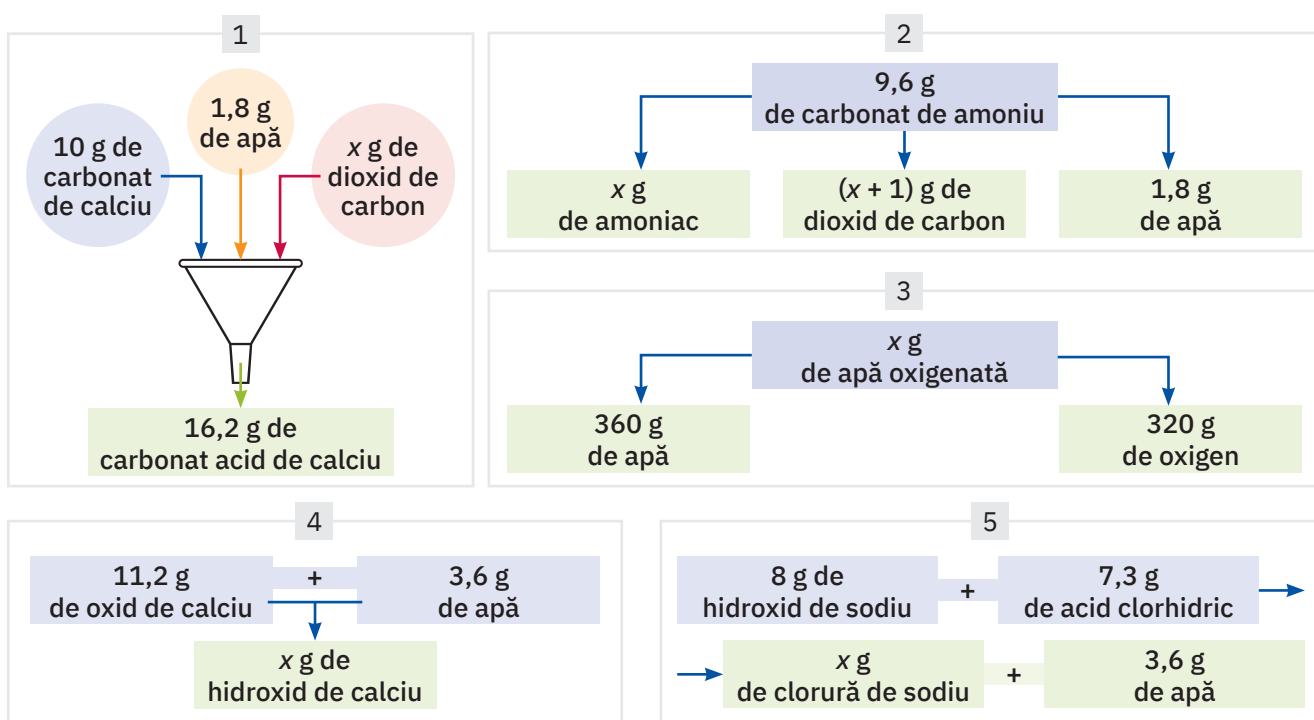 1
10 g de
carbonat
de calciu
1,8 g
de apă
x g de
dioxid de
carbon
16,2 g de
carbonat acid de calciu
2
9,6 g
de carbonat de amoniu
x g
de amoniac
(x + 1) g de
dioxid de carbon
1,8 g
de apă
3
x g
de apă oxigenată
360 g
de apă
320 g
de oxigen
4
11,2 g
de oxid de calciu
+
3,6 g
de apă
x g de
hidroxid de calciu
5
8 g de
hidroxid de sodiu
+
7,3 g
de acid clorhidric
x g
de clorură de sodiu
+
3,6 g
de apă